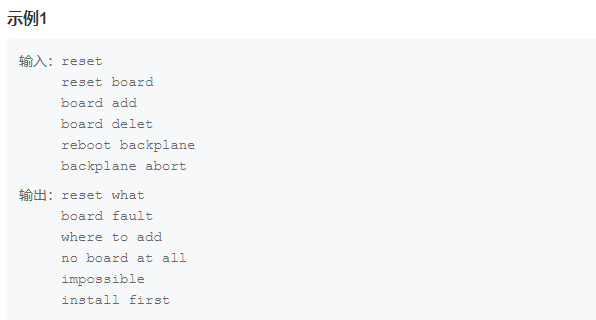 示例1
输入：reset
reset board
board add
board delet
reboot backplane
backplane abort
输出：reset what
board fault
where to add
no board at all
impossible
install first